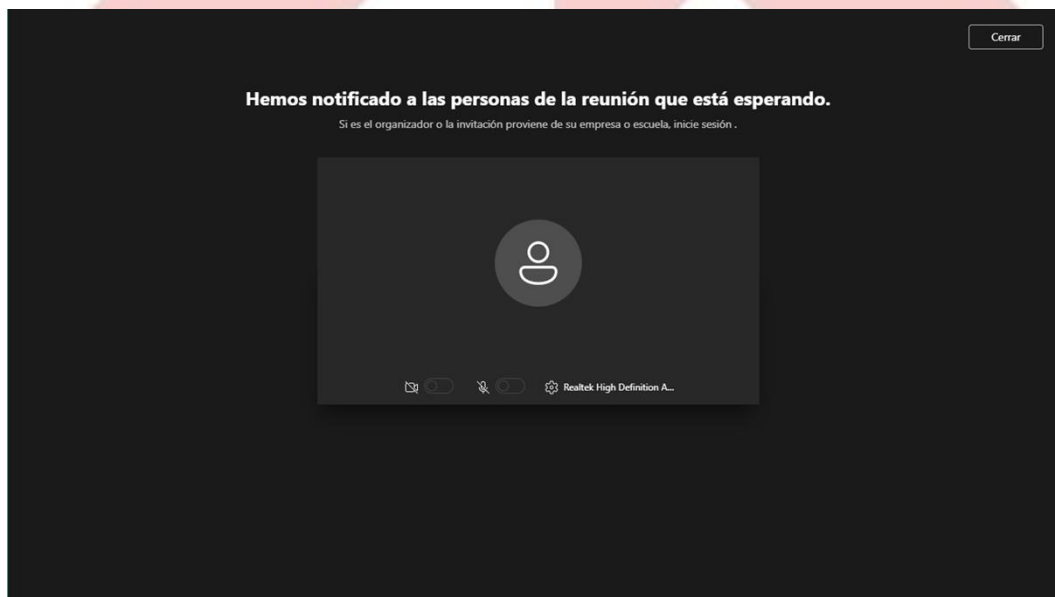 Cerrar
Hemos notificado a las personas de la reunión que está esperando.
Si es el organizador o la invitación proviene de su empresa o escuela, inicie sesión .
Realtek High Definition A...